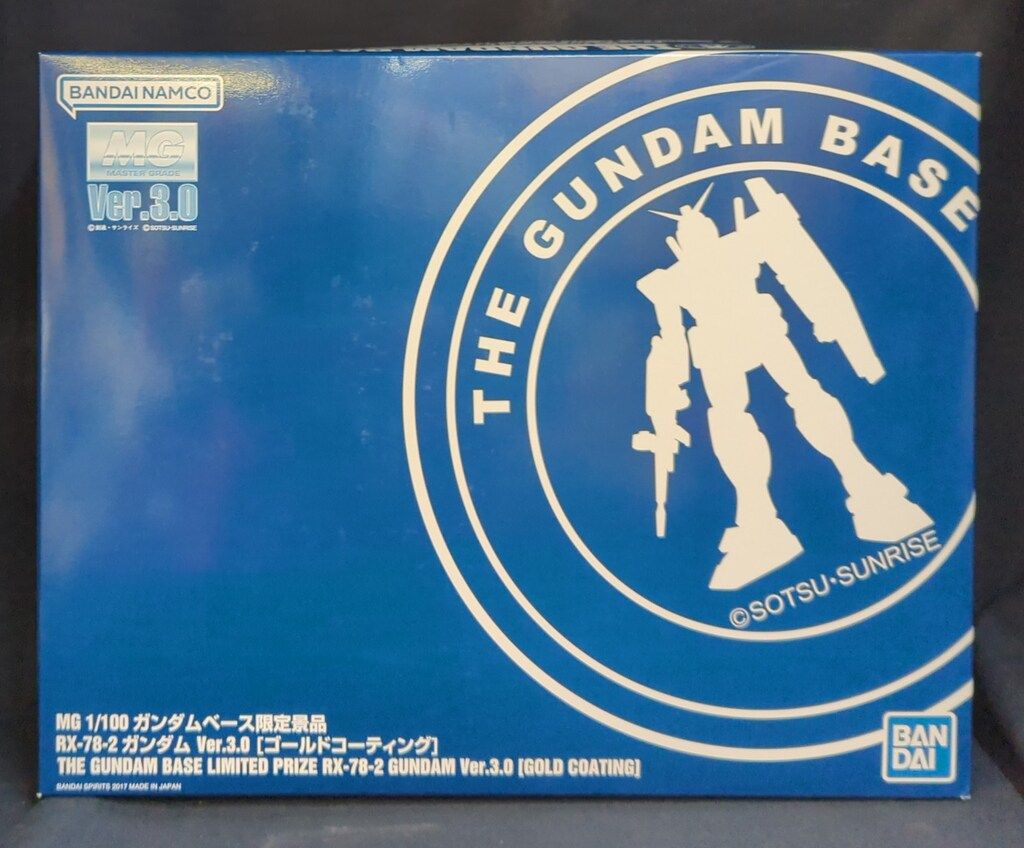 BANDAI NAMCO
MG
MASTER GRADE
Ver.3.0
©創通・サンライズ ©SOTSU・SUNRISE
THE GUNDAM BASE
©SOTSU・SUNRISE
MG 1/100 ガンダムベース限定景品
RX-78-2 ガンダム Ver.3.0 [ゴールドコーティング]
THE GUNDAM BASE LIMITED PRIZE RX-78-2 GUNDAM Ver.3.0 [GOLD COATING]
BANDAI SPIRITS 2017 MADE IN JAPAN
BAN
DAI